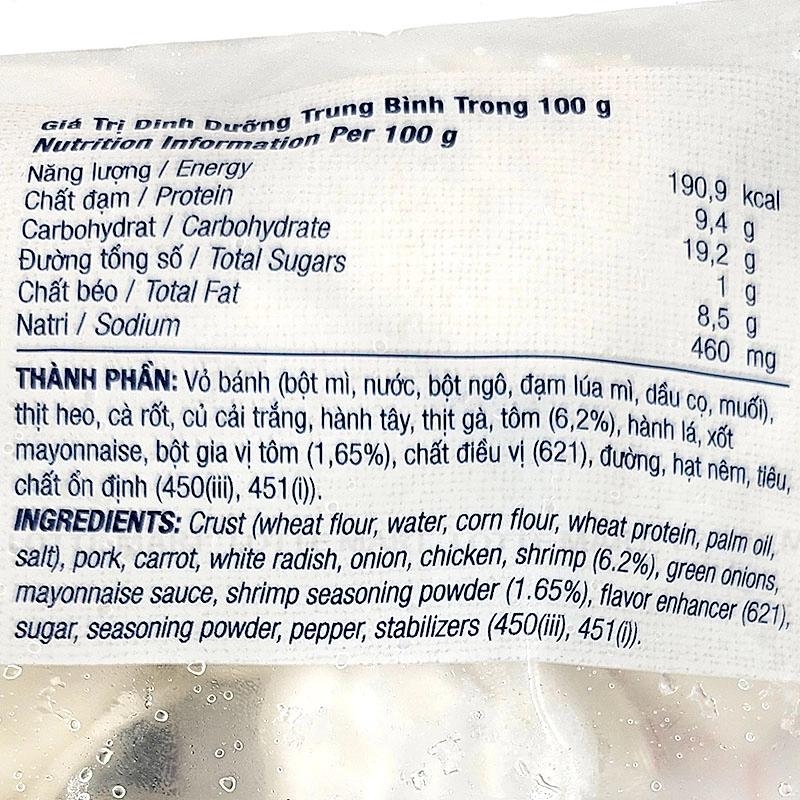 Giá Trị Dinh Dưỡng Trung Bình Trong 100 g
Nutrition Information Per 100 g
Năng lượng / Energy 190,9 kcal
Chất đạm / Protein 9,4 g
Carbohydrat / Carbohydrate 19,2 g
Đường tổng số / Total Sugars 1 g
Chất béo / Total Fat 8,5 g
Natri / Sodium 460 mg
THÀNH PHẦN: Vỏ bánh (bột mì, nước, bột ngô, đạm lúa mì, dầu cọ, muối),
thịt heo, cà rốt, củ cải trắng, hành tây, thịt gà, tôm (6,2%), hành lá, xốt
mayonnaise, bột gia vị tôm (1,65%), chất điều vị (621), đường, hạt nêm, tiêu,
chất ổn định (450(iii), 451(i)).
INGREDIENTS: Crust (wheat flour, water, corn flour, wheat protein, palm oil,
salt), pork, carrot, white radish, onion, chicken, shrimp (6.2%), green onions,
mayonnaise sauce, shrimp seasoning powder (1.65%), flavor enhancer (621),
sugar, seasoning powder, pepper, stabilizers (450(iii), 451(i)).